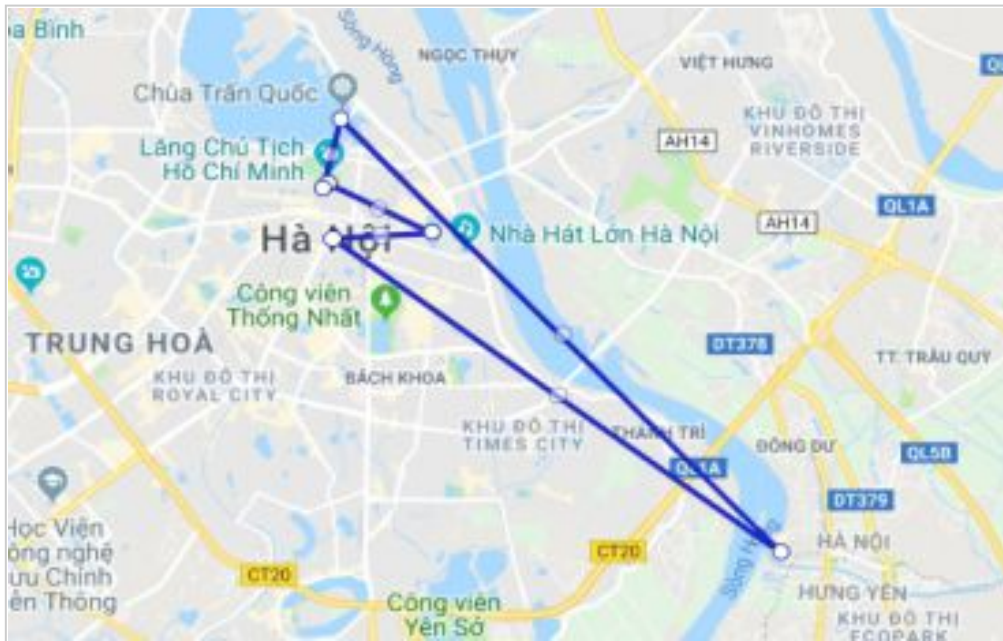 a Bình
Sông Hồng
NGỌC THỤY
VIỆT HƯNG
Chùa Trấn Quốc
KHU ĐÔ THỊ
VINHOMES
RIVERSIDE
AH14
Lăng Chủ Tịch
Hồ Chí Minh
QL1A
AH14
Hà Nội
Nhà Hát Lớn Hà Nội
Công viên
Thống Nhất
TRUNG HOÀ
DT378
TT. TRÂU QUỲ
KHU ĐÔ THỊ
ROYAL CITY
BÁCH KHOA
KHU ĐÔ THỊ
TIMES CITY
THANH TRÌ
ĐÔNG DƯ
QL1A
QL5B
DT379
Học Viện
ông nghệ
ưu Chính
ễn Thông
CT20
CT20
Sông Hồng
HÀ NỘI
HƯNG YÊN
Công viên
Yên Sở
KHU ĐÔ THỊ
ECOPARK